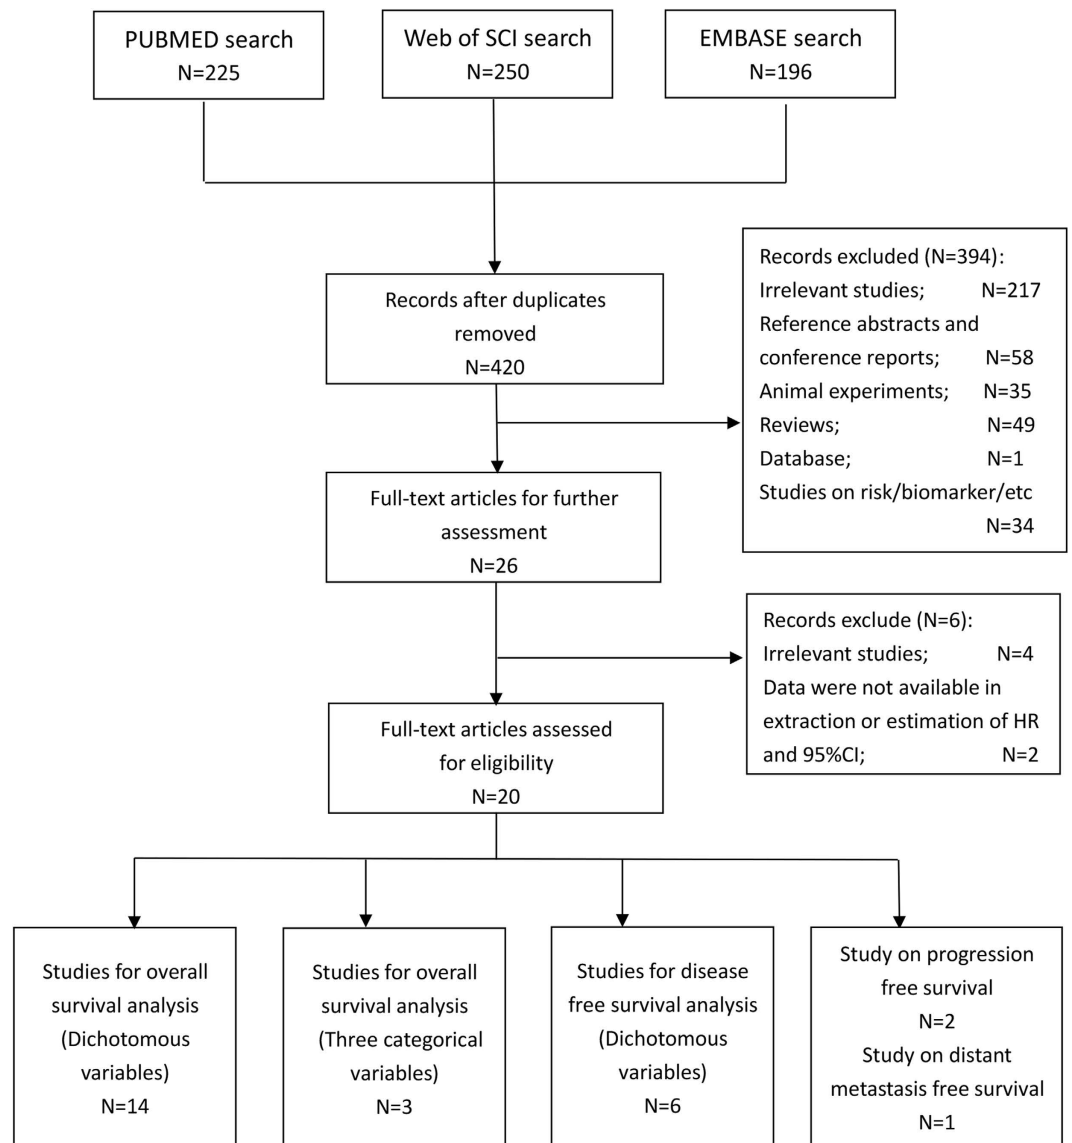 PUBMED search
N=225
Web of SCI search
N=250
EMBASE search
N=196
Records after duplicates
removed
N=420
Records excluded (N=394):
Irrelevant studies; N=217
Reference abstracts and
conference reports; N=58
Animal experiments; N=35
Reviews; N=49
Database; N=1
Studies on risk/biomarker/etc
N=34
Full-text articles for further
assessment
N=26
Records exclude (N=6):
Irrelevant studies; N=4
Data were not available in
extraction or estimation of HR
and 95%CI; N=2
Full-text articles assessed
for eligibility
N=20
Studies for overall
survival analysis
(Dichotomous
variables)
N=14
Studies for overall
survival analysis
(Three categorical
variables)
N=3
Studies for disease
free survival analysis
(Dichotomous
variables)
N=6
Study on progression
free survival
N=2
Study on distant
metastasis free survival
N=1